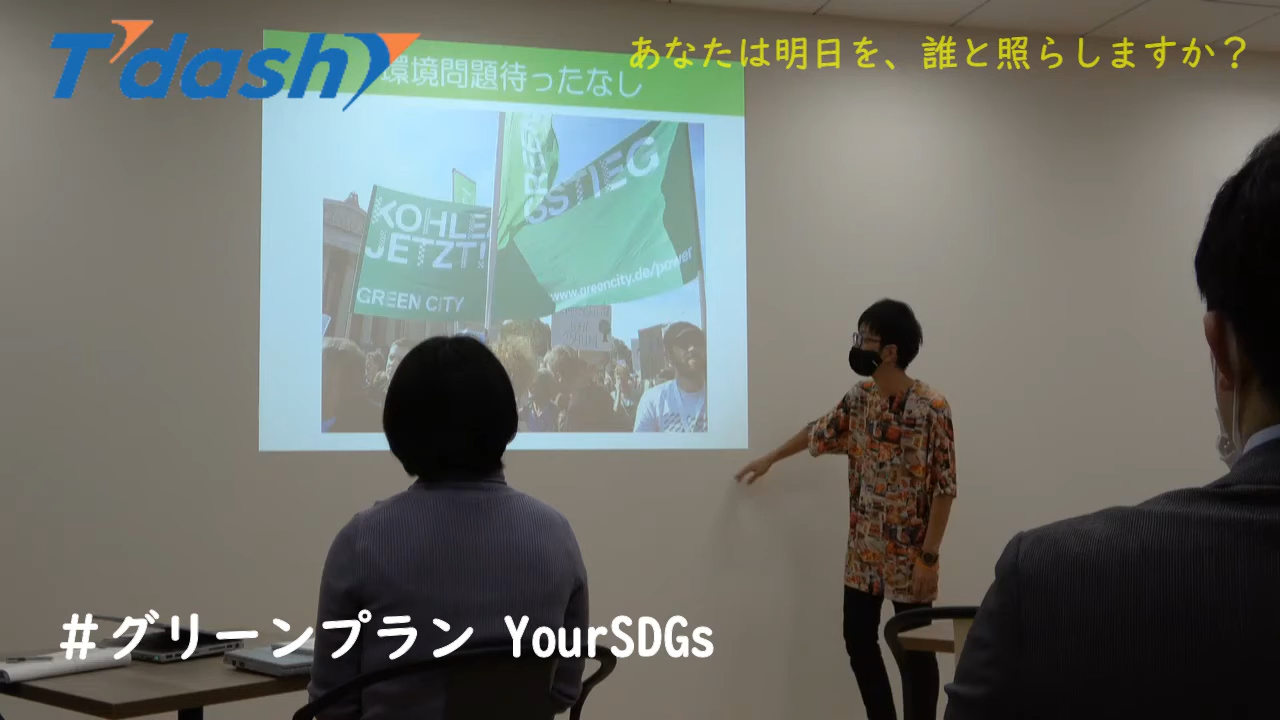 T'dash
あなたは明日を、誰と照らしますか？
環境問題待ったなし
KOHLE
JETZT!
GREEN CITY
SSTIEG
www.greencity.de/power
#グリーンプラン YourSDGs